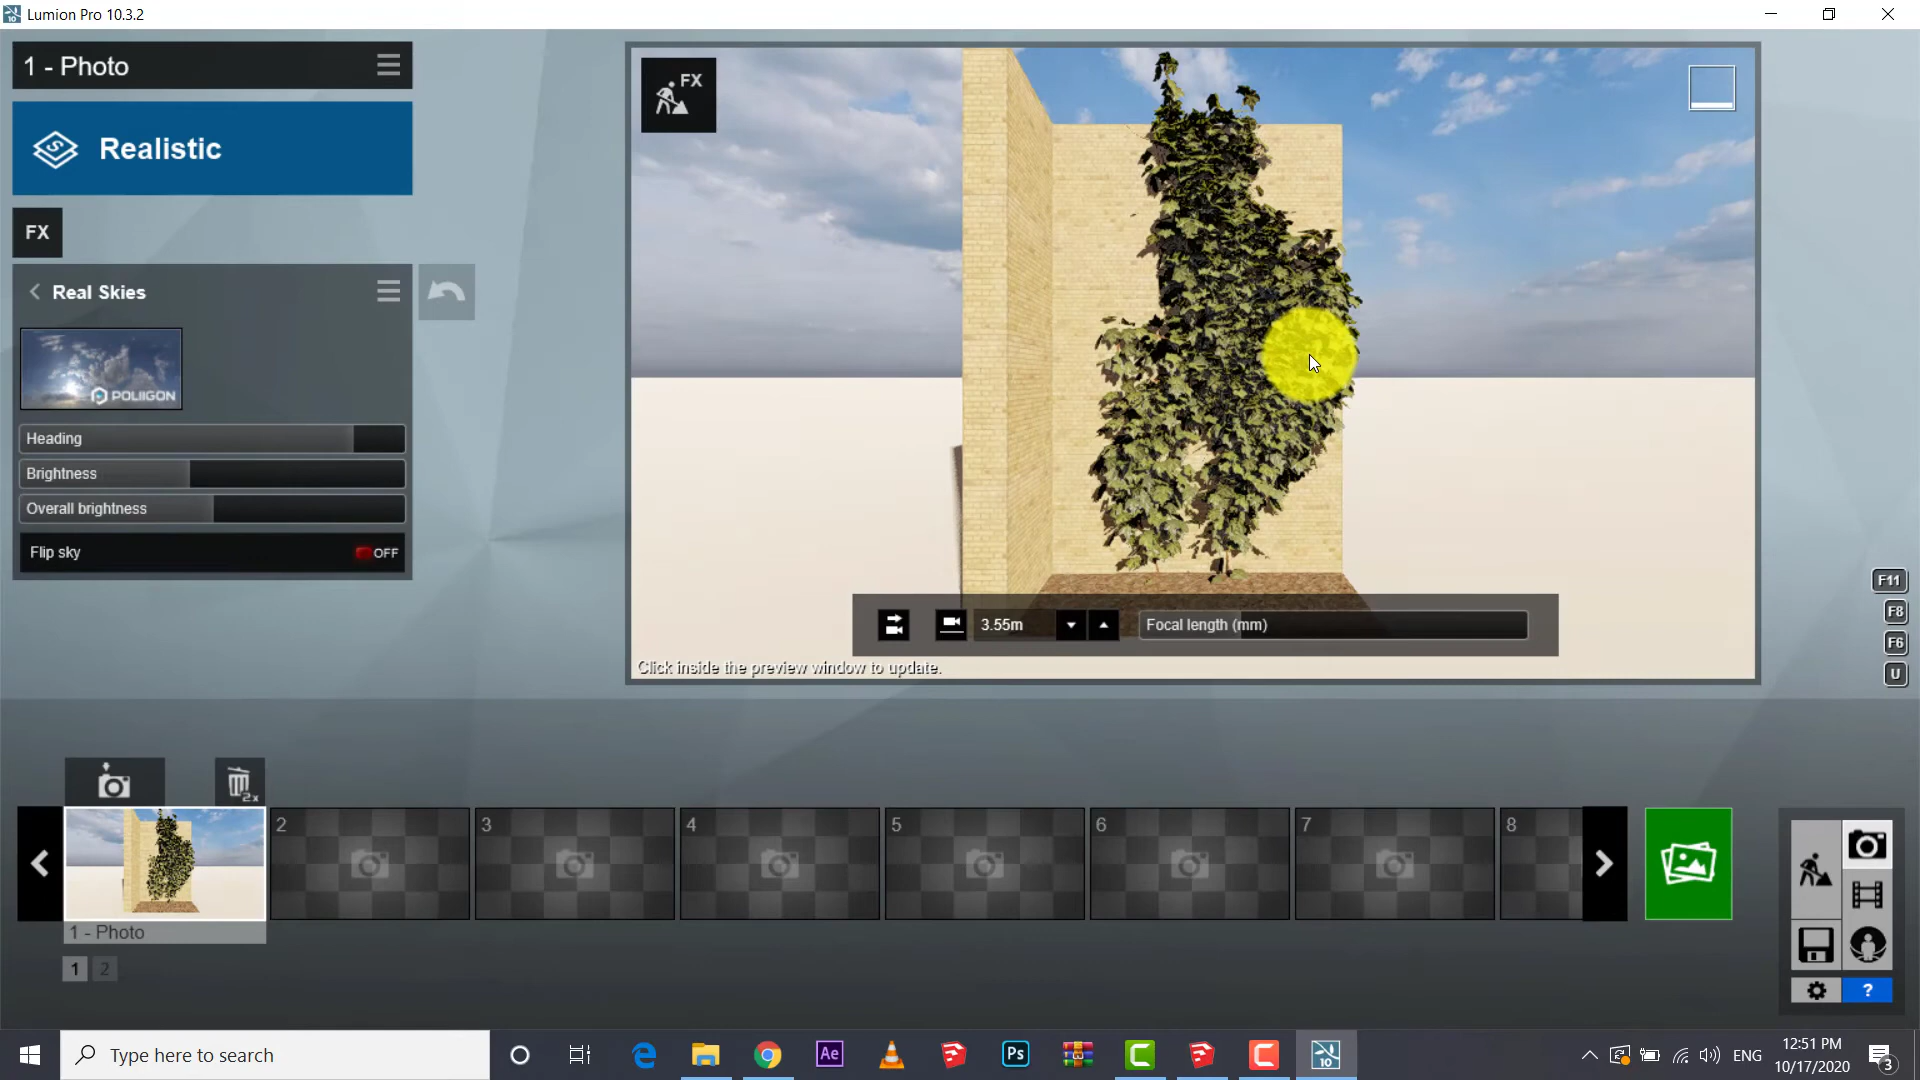 Lumion Pro 10.3.2
1 - Photo
Realistic
FX
Real Skies
POLIIGON
Heading
Brightness
Overall brightness
Flip sky
OFF
FX
3.55m
Focal length (mm)
Click inside the preview window to update.
F11
F8
F6
U
2x
2
3
4
5
6
7
8
1 - Photo
1
2
?
Type here to search
Ae
Ps
10
ENG
12:51 PM
10/17/2020
3